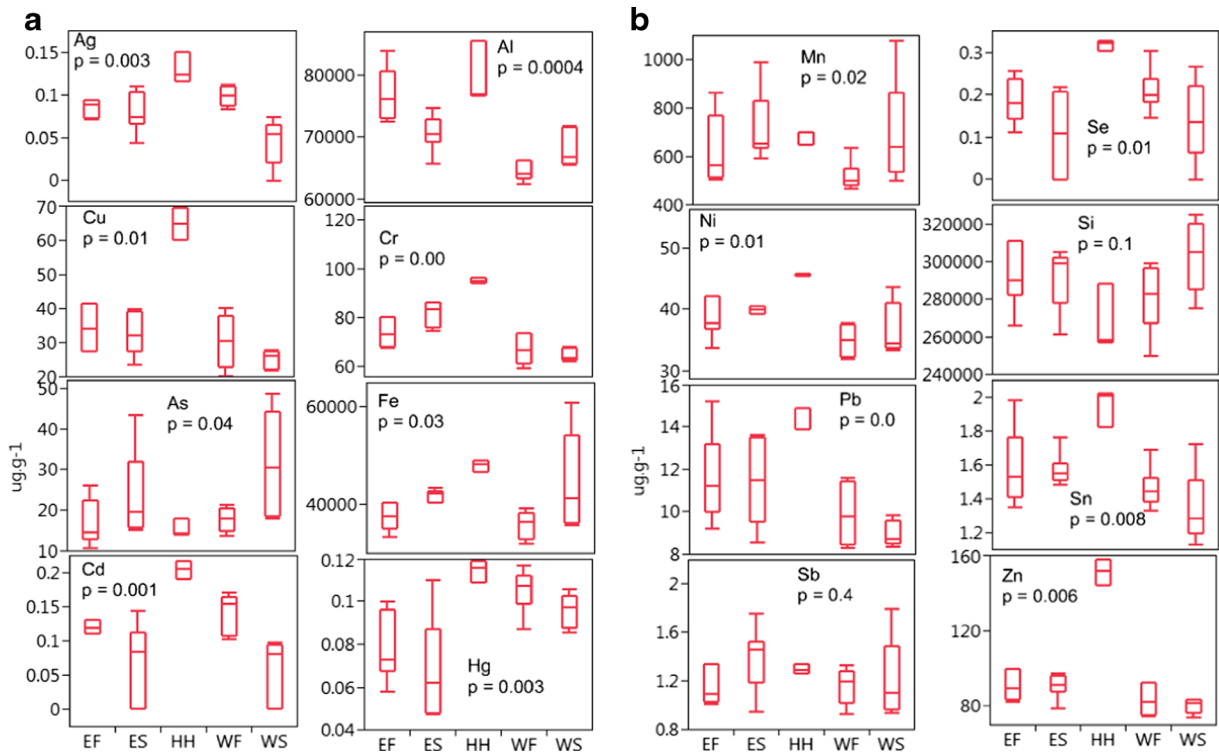 a
b
Ag
p = 0.003
0.15
0.1
0.05
0
Al
p = 0.0004
80000
70000
60000
Cu
p = 0.01
70
60
50
40
30
20
Cr
p = 0.00
120
100
80
60
As
p = 0.04
50
40
30
20
10
ug.g-1
Fe
p = 0.03
60000
40000
Cd
p = 0.001
0.2
0.15
0.1
0.05
0
EF ES HH WF WS
Hg
p = 0.003
0.12
0.1
0.08
0.06
0.04
EF ES HH WF WS
Mn
p = 0.02
1000
800
600
400
Se
p = 0.01
0.3
0.2
0.1
0
Ni
p = 0.01
50
40
30
Si
p = 0.1
320000
300000
280000
260000
240000
Pb
p = 0.0
16
14
12
10
8
ug.g-1
Sn
p = 0.008
2
1.8
1.6
1.4
1.2
Sb
p = 0.4
2
1.6
1.2
0.8
EF ES HH WF WS
Zn
p = 0.006
160
120
80
EF ES HH WF WS